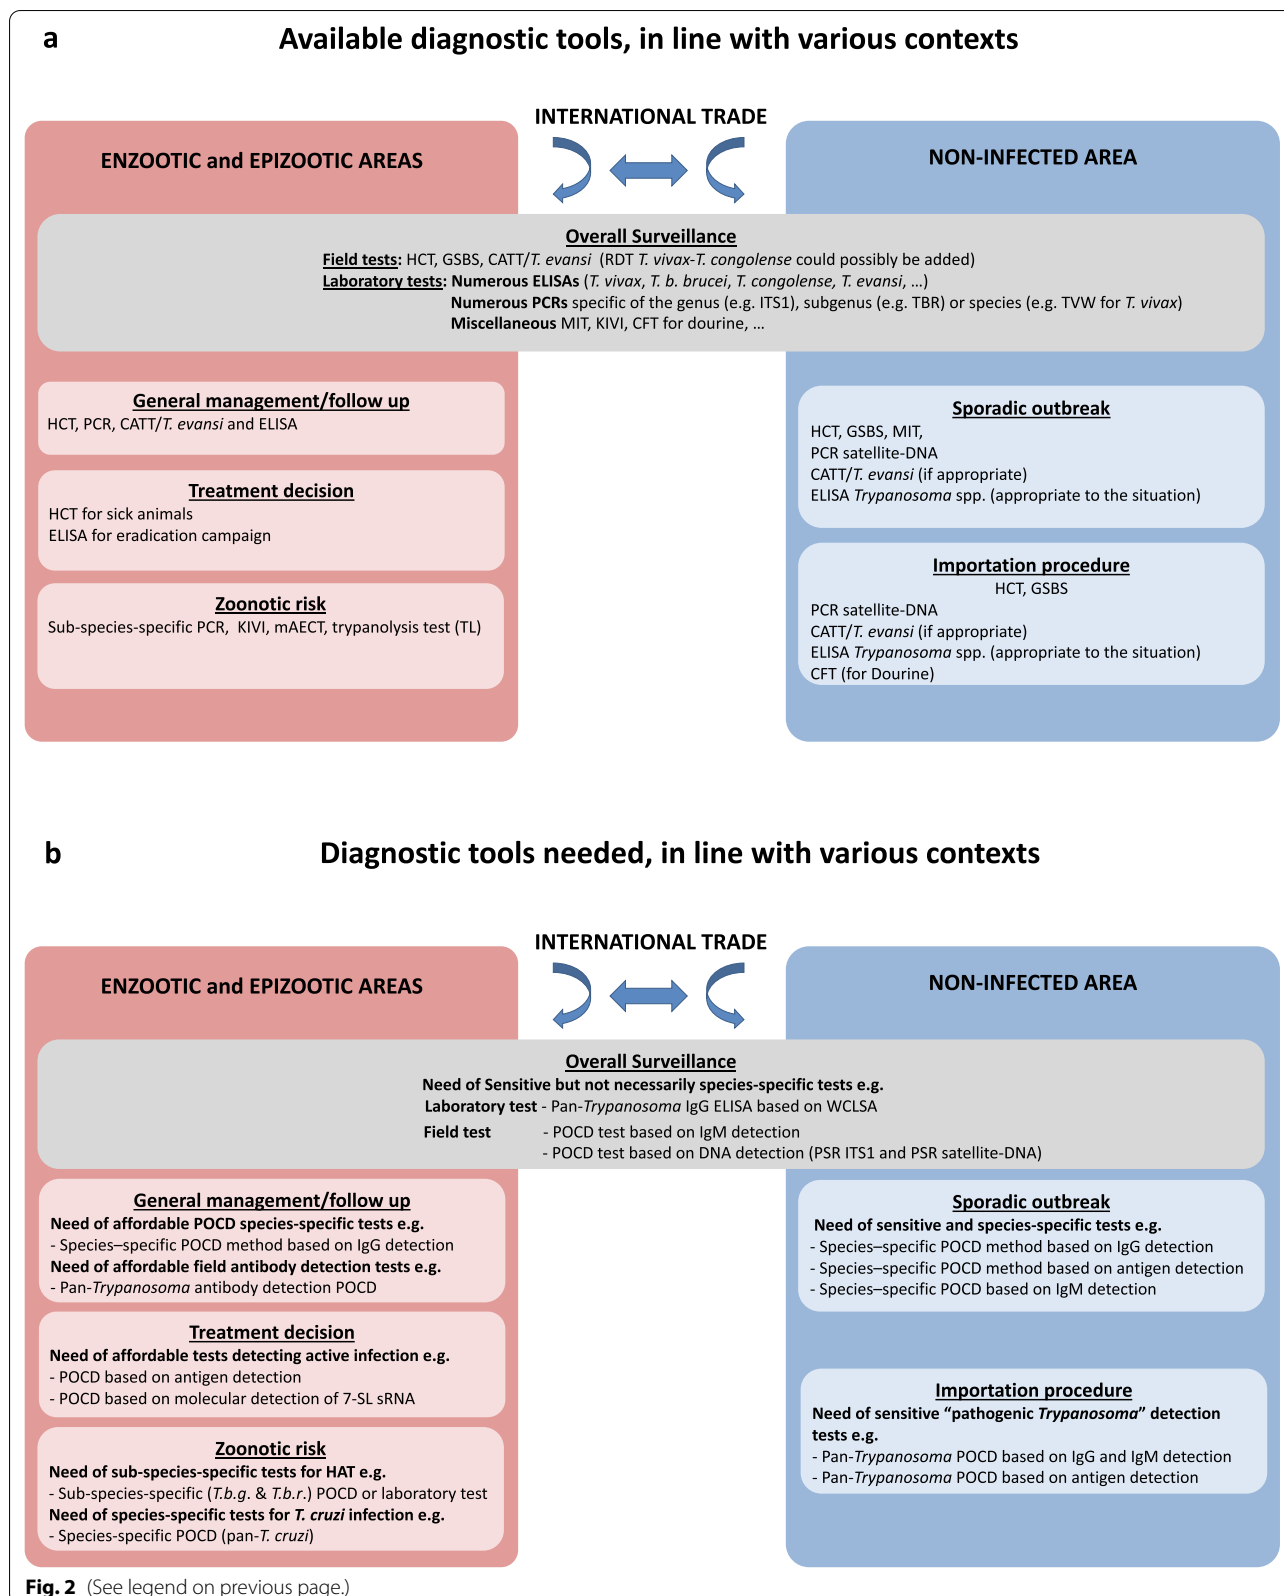 a
Available diagnostic tools, in line with various contexts
INTERNATIONAL TRADE
ENZOOTIC and EPIZOOTIC AREAS
NON-INFECTED AREA
Overall Surveillance
Field tests: HCT, GSBS, CATT/T. evansi (RDT T. vivax-T. congolense could possibly be added)
Laboratory tests: Numerous ELISAs (T. vivax, T. b. brucei, T. congolense, T. evansi, …)
Numerous PCRs specific of the genus (e.g. ITS1), subgenus (e.g. TBR) or species (e.g. TVW for T. vivax)
Miscellaneous MIT, KIVI, CFT for dourine, …
General management/follow up
HCT, PCR, CATT/T. evansi and ELISA
Treatment decision
HCT for sick animals
ELISA for eradication campaign
Zoonotic risk
Sub-species-specific PCR, KIVI, mAECT, trypanolysis test (TL)
Sporadic outbreak
HCT, GSBS, MIT,
PCR satellite-DNA
CATT/T. evansi (if appropriate)
ELISA Trypanosoma spp. (appropriate to the situation)
Importation procedure
HCT, GSBS
PCR satellite-DNA
CATT/T. evansi (if appropriate)
ELISA Trypanosoma spp. (appropriate to the situation)
CFT (for Dourine)
b
Diagnostic tools needed, in line with various contexts
INTERNATIONAL TRADE
ENZOOTIC and EPIZOOTIC AREAS
NON-INFECTED AREA
Overall Surveillance
Need of Sensitive but not necessarily species-specific tests e.g.
Laboratory test - Pan-Trypanosoma IgG ELISA based on WCLSA
Field test - POCD test based on IgM detection
- POCD test based on DNA detection (PSR ITS1 and PSR satellite-DNA)
General management/follow up
Need of affordable POCD species-specific tests e.g.
- Species–specific POCD method based on IgG detection
Need of affordable field antibody detection tests e.g.
- Pan-Trypanosoma antibody detection POCD
Treatment decision
Need of affordable tests detecting active infection e.g.
- POCD based on antigen detection
- POCD based on molecular detection of 7-SL sRNA
Zoonotic risk
Need of sub-species-specific tests for HAT e.g.
- Sub-species-specific (T.b.g. & T.b.r.) POCD or laboratory test
Need of species-specific tests for T. cruzi infection e.g.
- Species-specific POCD (pan-T. cruzi)
Sporadic outbreak
Need of sensitive and species-specific tests e.g.
- Species–specific POCD method based on IgG detection
- Species–specific POCD method based on antigen detection
- Species–specific POCD based on IgM detection
Importation procedure
Need of sensitive “pathogenic Trypanosoma” detection
tests e.g.
- Pan-Trypanosoma POCD based on IgG and IgM detection
- Pan-Trypanosoma POCD based on antigen detection
Fig. 2 (See legend on previous page.)